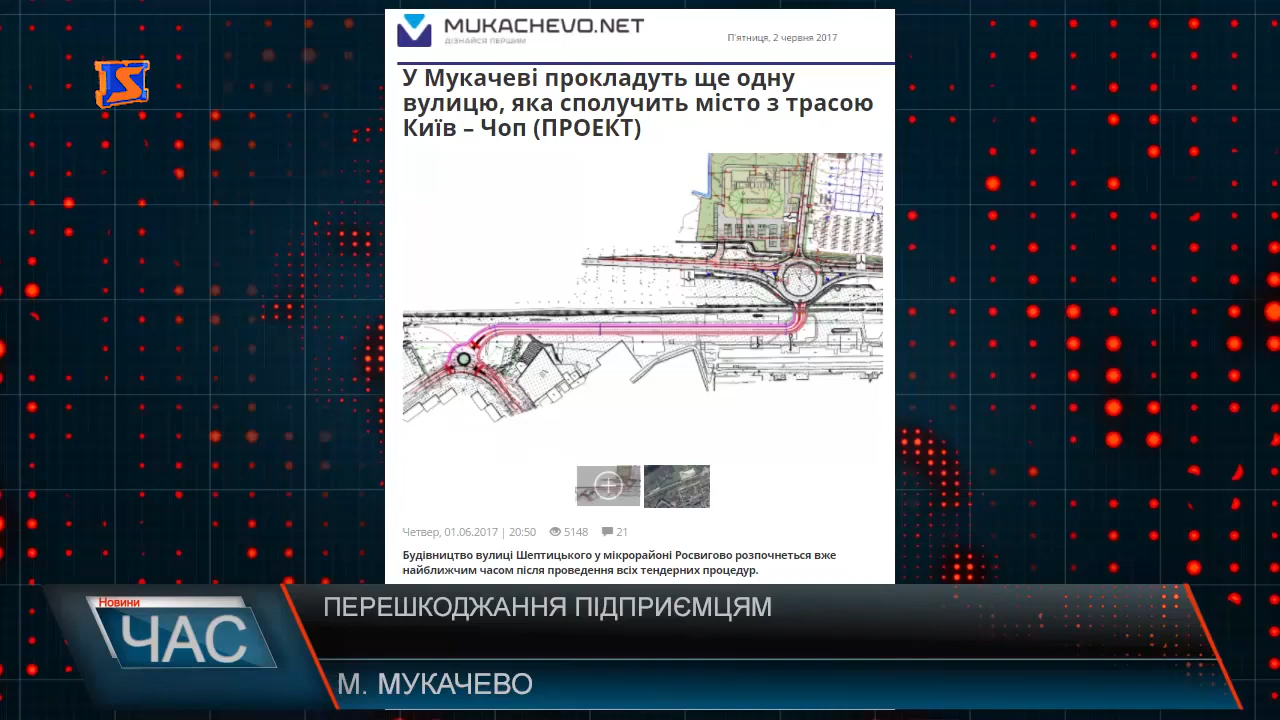 MUKACHEVO.NET
ДІЗНАЙСЯ ПЕРШИМ
П'ятниця, 2 червня 2017
У Мукачеві прокладуть ще одну
вулицю, яка сполучить місто з трасою
Київ – Чоп (ПРОЕКТ)
Четвер, 01.06.2017 | 20:50 5148 21
Будівництво вулиці Шептицького у мікрорайоні Росвигово розпочнеться вже
найближчим часом після проведення всіх тендерних процедур.
Новини
ЧАС
ПЕРЕШКОДЖАННЯ ПІДПРИЄМЦЯМ
М. МУКАЧЕВО